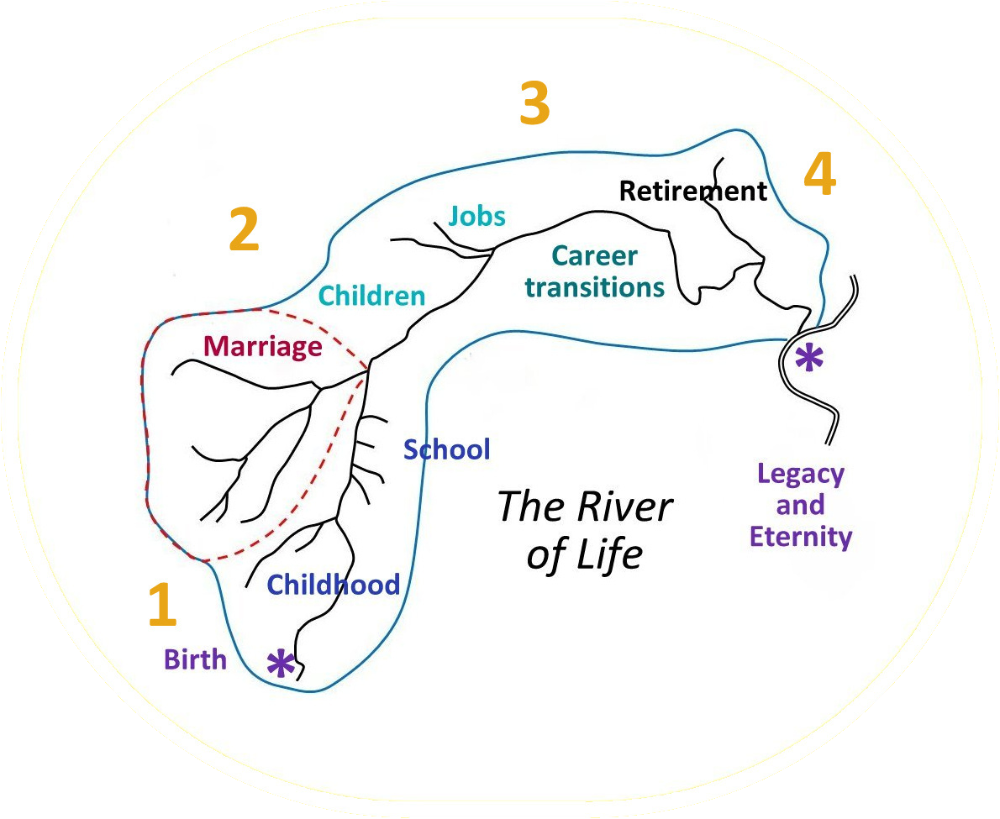 3
4
Retirement
2
Jobs
Career
transitions
Children
Marriage
School
Legacy
and
Eternity
The River
of Life
1
Childhood
Birth *
*